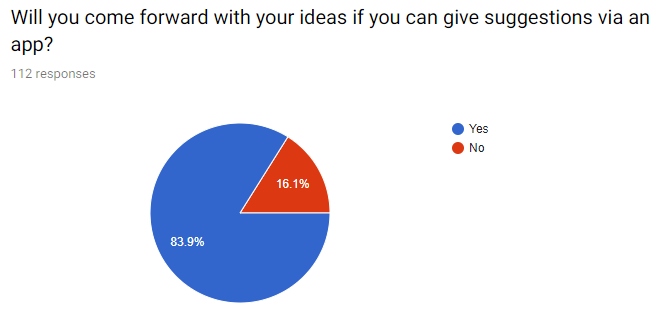 Will you come forward with your ideas if you can give suggestions via an
app?
112 responses
Yes
No
16.1%
83.9%